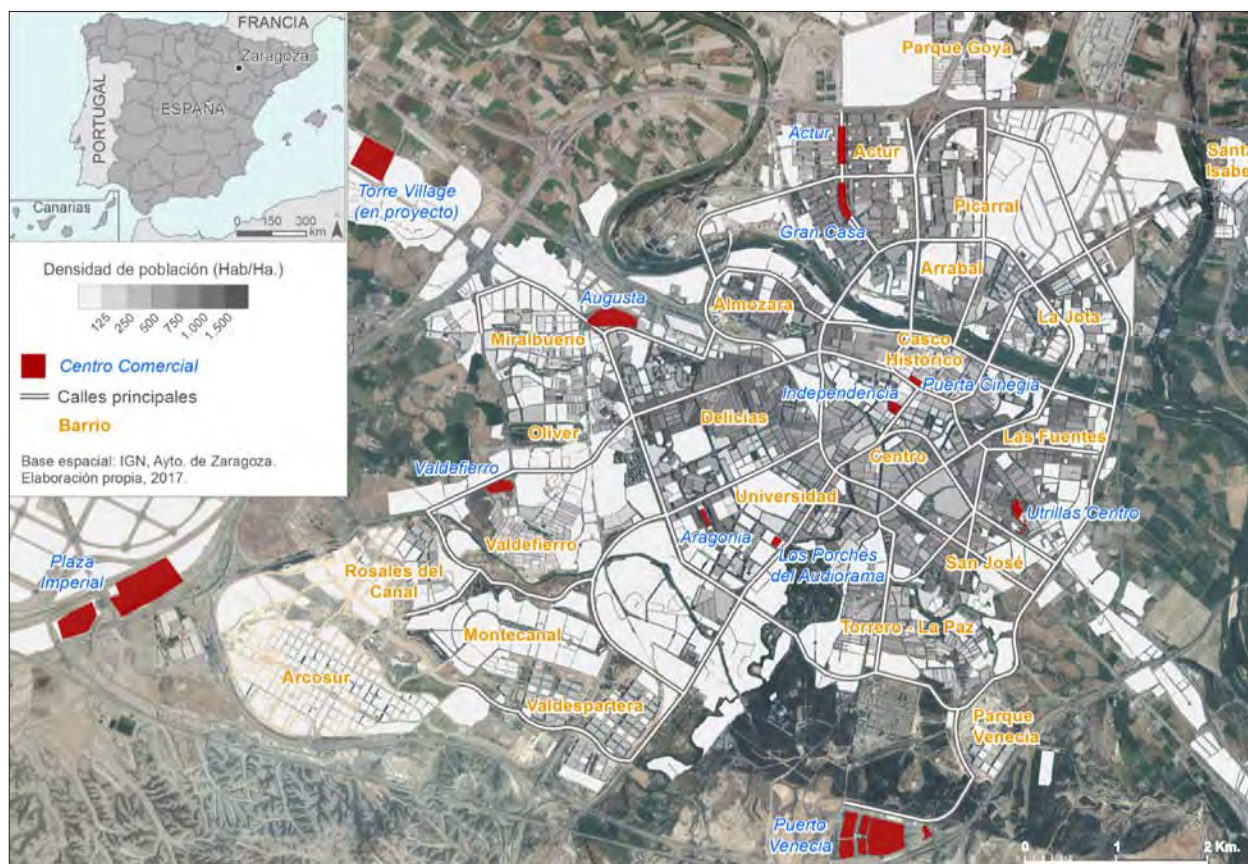 FRANCIA
Zaragoza
PORTUGAL
ESPAÑA
Canarias
0 150 300
km
Densidad de población (Hab/Ha.)
125
250
500
750
1.000
1.500
Centro Comercial
Calles principales
Barrio
Base espacial: IGN, Ayto. de Zaragoza.
Elaboración propia, 2017.
Parque Goya
Actur
Actur
Santa
Isabel
Torre Village
(en proyecto)
Picarral
Gran Casa
Arrabal
Augusta
Almozara
La Jota
Miralbueno
Casco
Histórico
Independencia
Puerta Cinegia
Delicias
Oliver
Las Fuentes
Centro
Valdefierro
Universidad
Utrillas Centro
Aragonia
Valdefierro
Los Porches
del Audiorama
San José
Plaza
Imperial
Rosales del
Canal
Montecanal
Torrero - La Paz
Arcosur
Valdespartera
Parque
Venecia
Puerto
Venecia
0 1 2 Km.